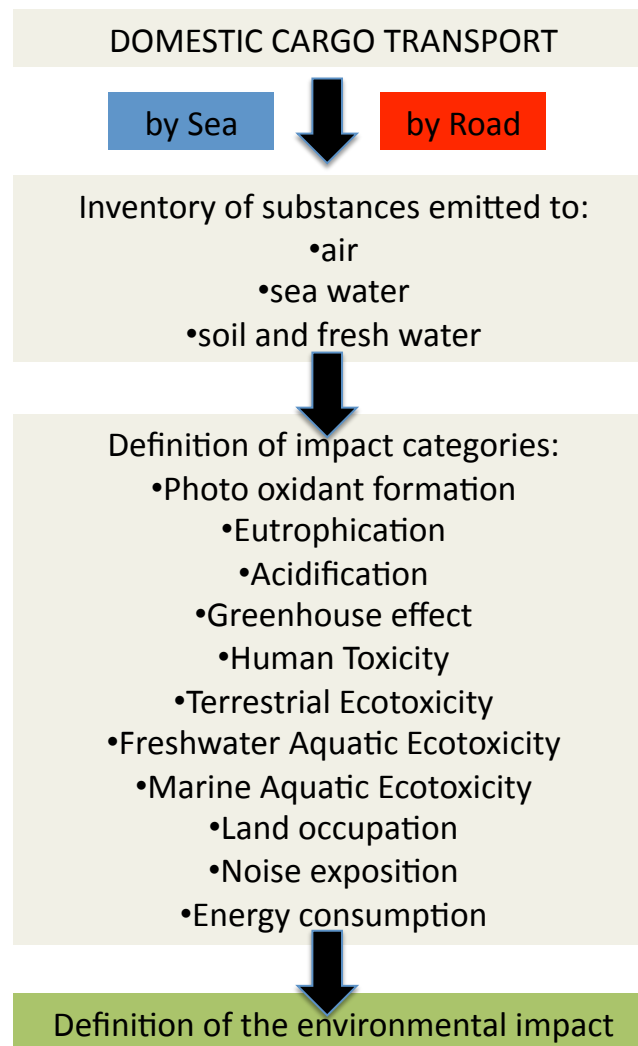 DOMESTIC CARGO TRANSPORT
by Sea
by Road
Inventory of substances emitted to:
•air
•sea water
•soil and fresh water
Definition of impact categories:
•Photo oxidant formation
•Eutrophication
•Acidification
•Greenhouse effect
•Human Toxicity
•Terrestrial Ecotoxicity
•Freshwater Aquatic Ecotoxicity
•Marine Aquatic Ecotoxicity
•Land occupation
•Noise exposition
•Energy consumption
Definition of the environmental impact